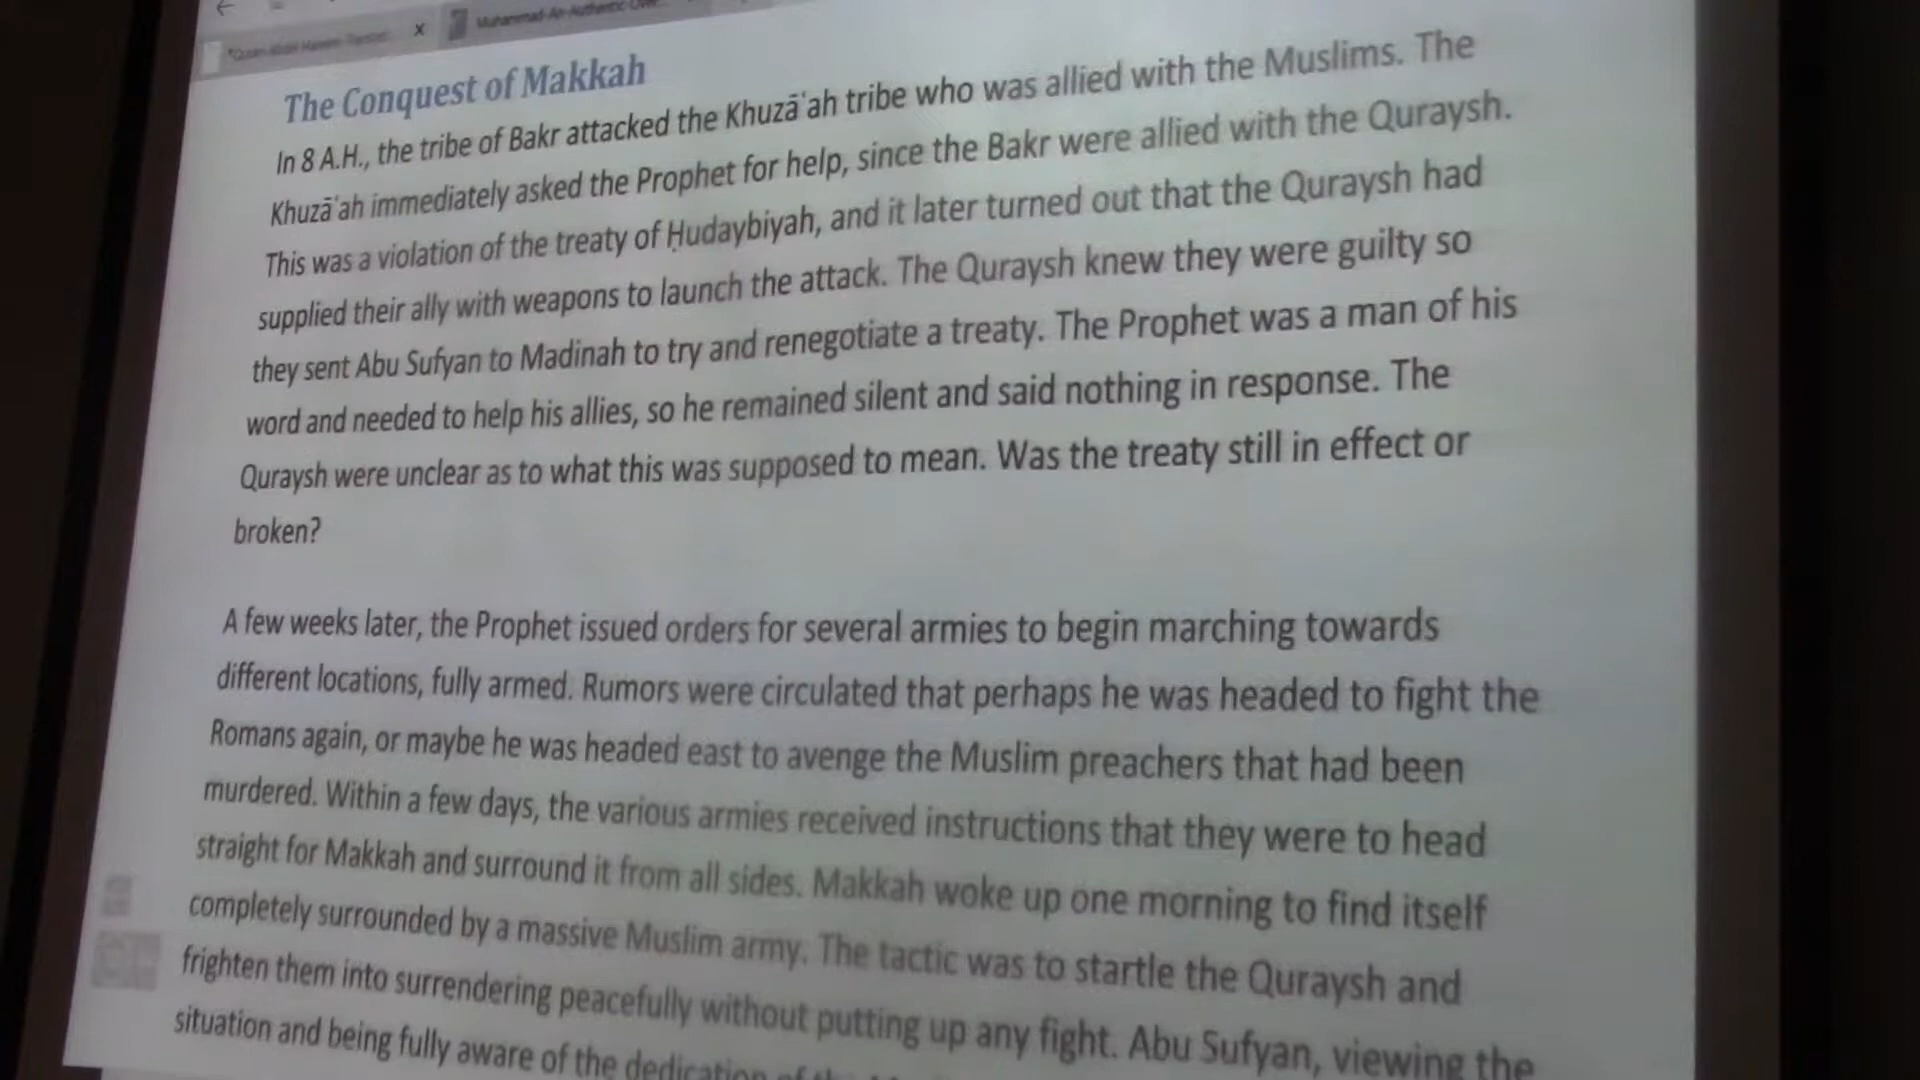 x
Muhammad-An-Authentic-Over...
The Conquest of Makkah
In 8 A.H., the tribe of Bakr attacked the Khuzāʿah tribe who was allied with the Muslims. The
Khuzāʿah immediately asked the Prophet for help, since the Bakr were allied with the Quraysh.
This was a violation of the treaty of Ḥudaybiyah, and it later turned out that the Quraysh had
supplied their ally with weapons to launch the attack. The Quraysh knew they were guilty so
they sent Abu Sufyan to Madinah to try and renegotiate a treaty. The Prophet was a man of his
word and needed to help his allies, so he remained silent and said nothing in response. The
Quraysh were unclear as to what this was supposed to mean. Was the treaty still in effect or
broken?
A few weeks later, the Prophet issued orders for several armies to begin marching towards
different locations, fully armed. Rumors were circulated that perhaps he was headed to fight the
Romans again, or maybe he was headed east to avenge the Muslim preachers that had been
murdered. Within a few days, the various armies received instructions that they were to head
straight for Makkah and surround it from all sides. Makkah woke up one morning to find itself
completely surrounded by a massive Muslim army. The tactic was to startle the Quraysh and
frighten them into surrendering peacefully without putting up any fight. Abu Sufyan, viewing the
situation and being fully aware of the dedication of the